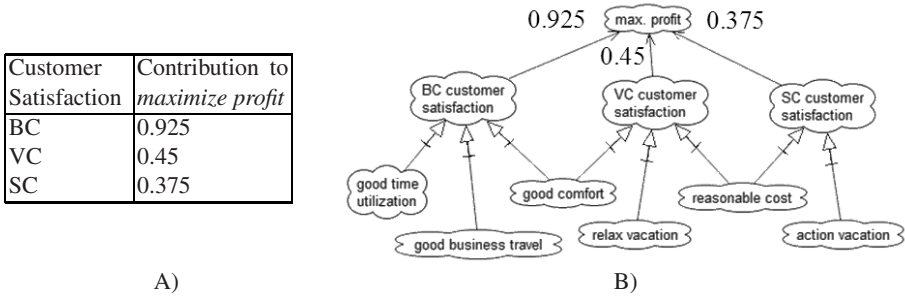 Customer Contribution to
Satisfaction maximize profit
BC 0.925
VC 0.45
SC 0.375
A)
0.925 max. profit 0.375
0.45
BC customer
satisfaction
VC customer
satisfaction
SC customer
satisfaction
good time
utilization
good comfort
reasonable cost
good business travel
relax vacation
action vacation
B)